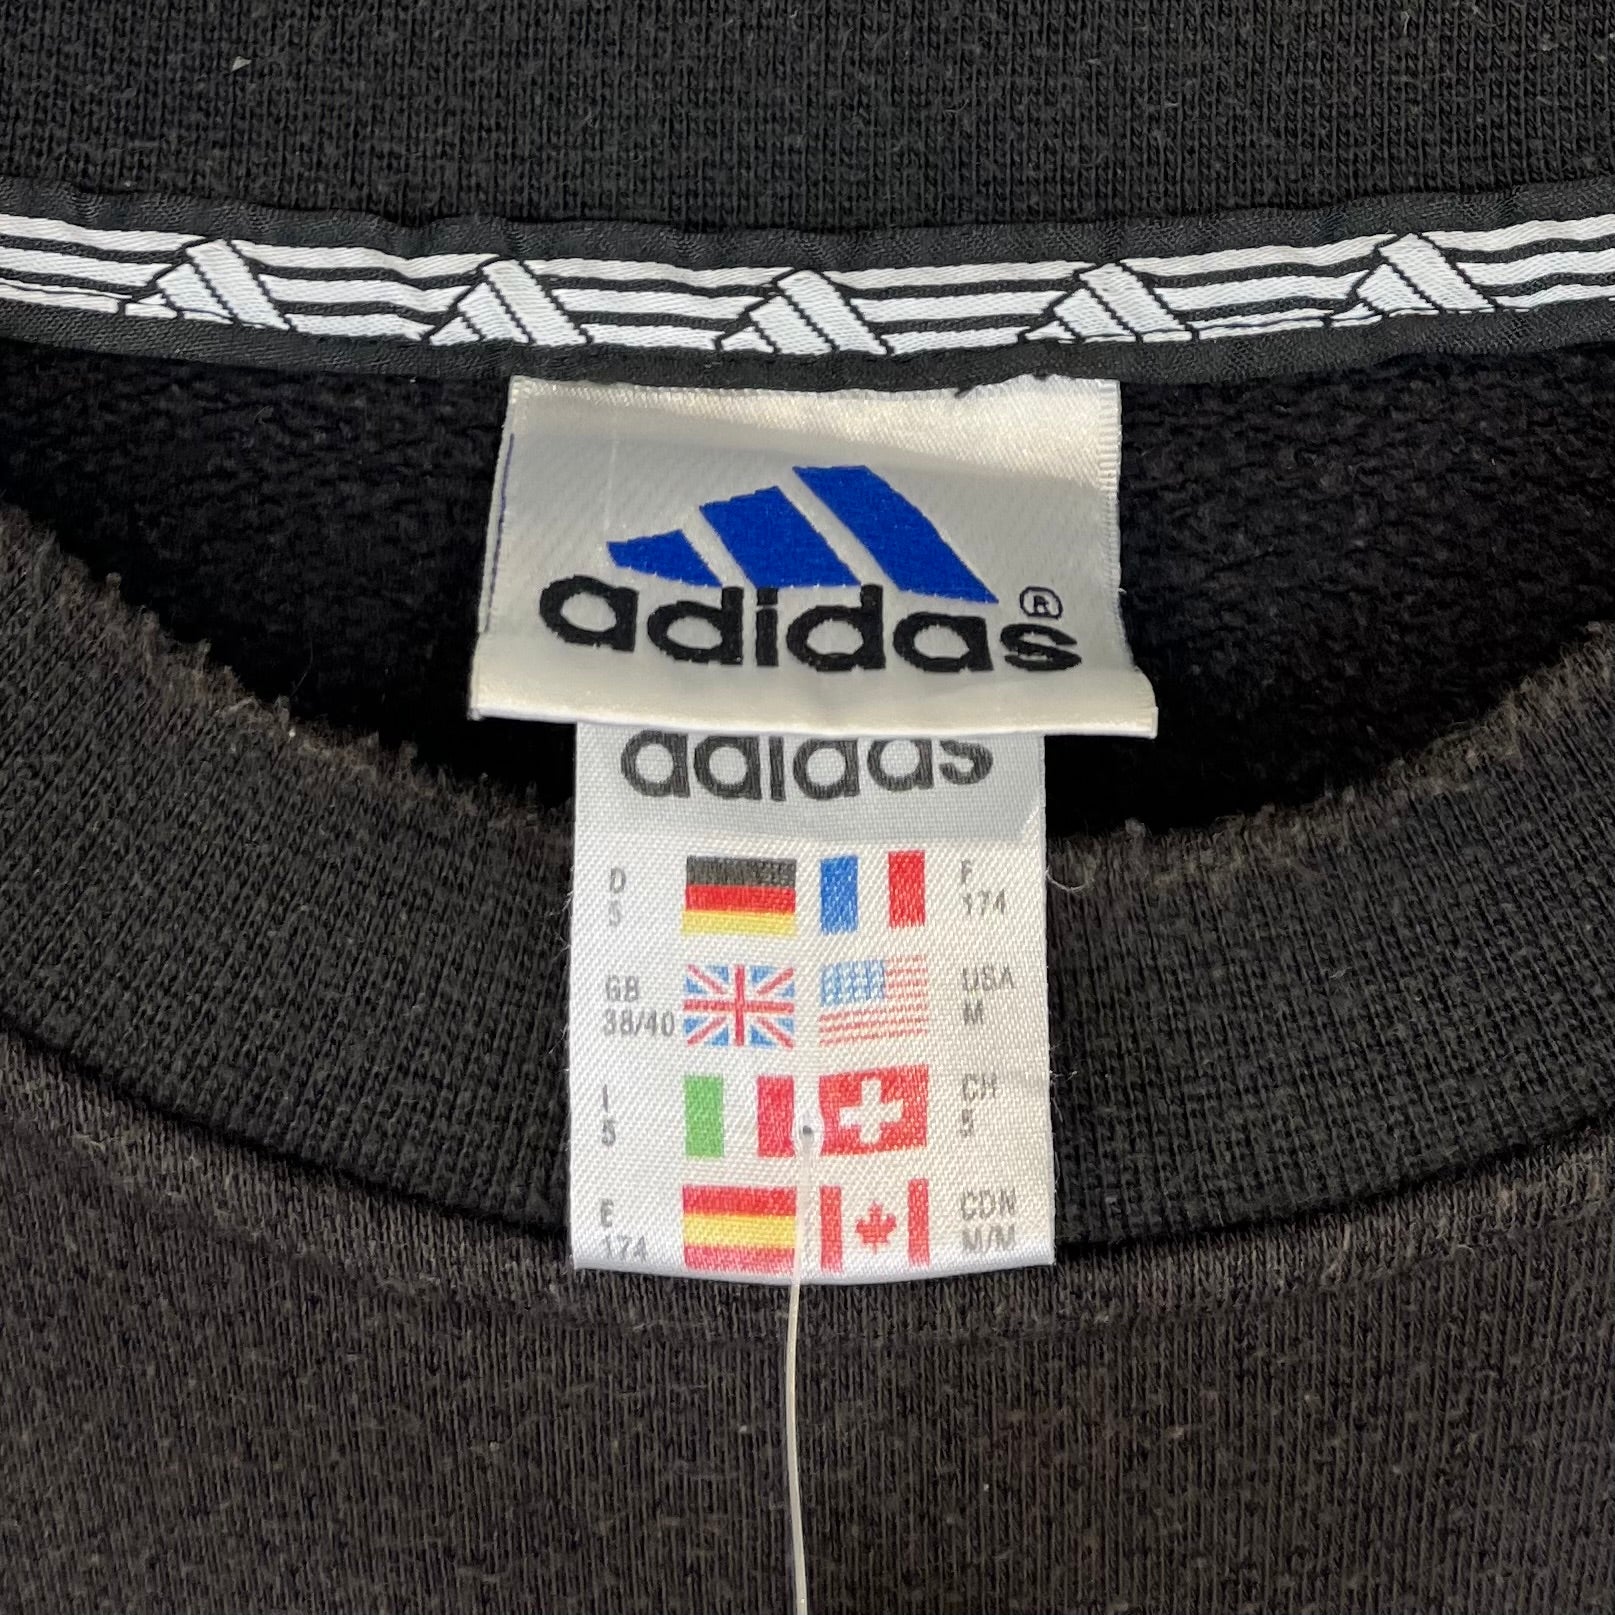 adidas ®
adidas
D
5
F
174
GB
38/40
USA
M
I
5
CH
5
E
174
CDN
M/M